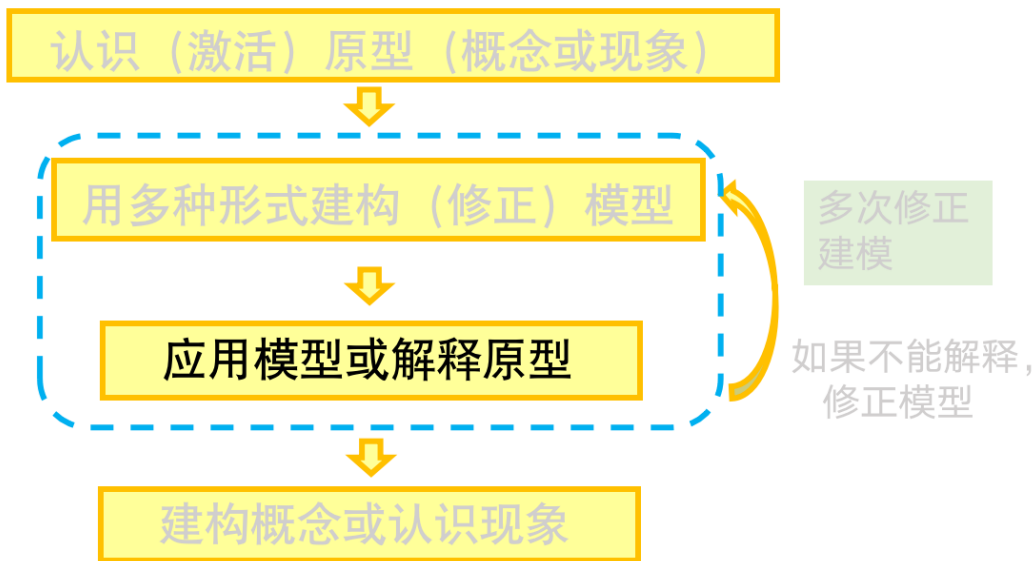 认识（激活）原型（概念或现象）
用多种形式建构（修正）模型
多次修正
建模
应用模型或解释原型
如果不能解释，
修正模型
建构概念或认识现象